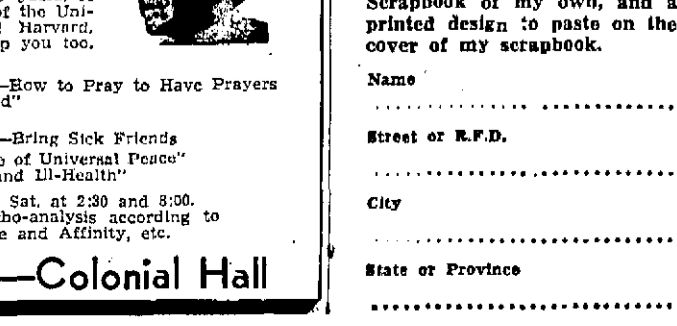 of the Uni-
Harvard,
p you too.
—How to Pray to Have Prayers
d"
—Bring Sick Friends
o of Universal Peace"
and Ill-Health"
Sat. at 2:30 and 8:00.
ho-analysis according to
e and Affinity, etc.
—Colonial Hall
Scrapbook of my own, and a
printed design to paste on the
cover of my scrapbook.
Name
Street or R.F.D.
City
State or Province